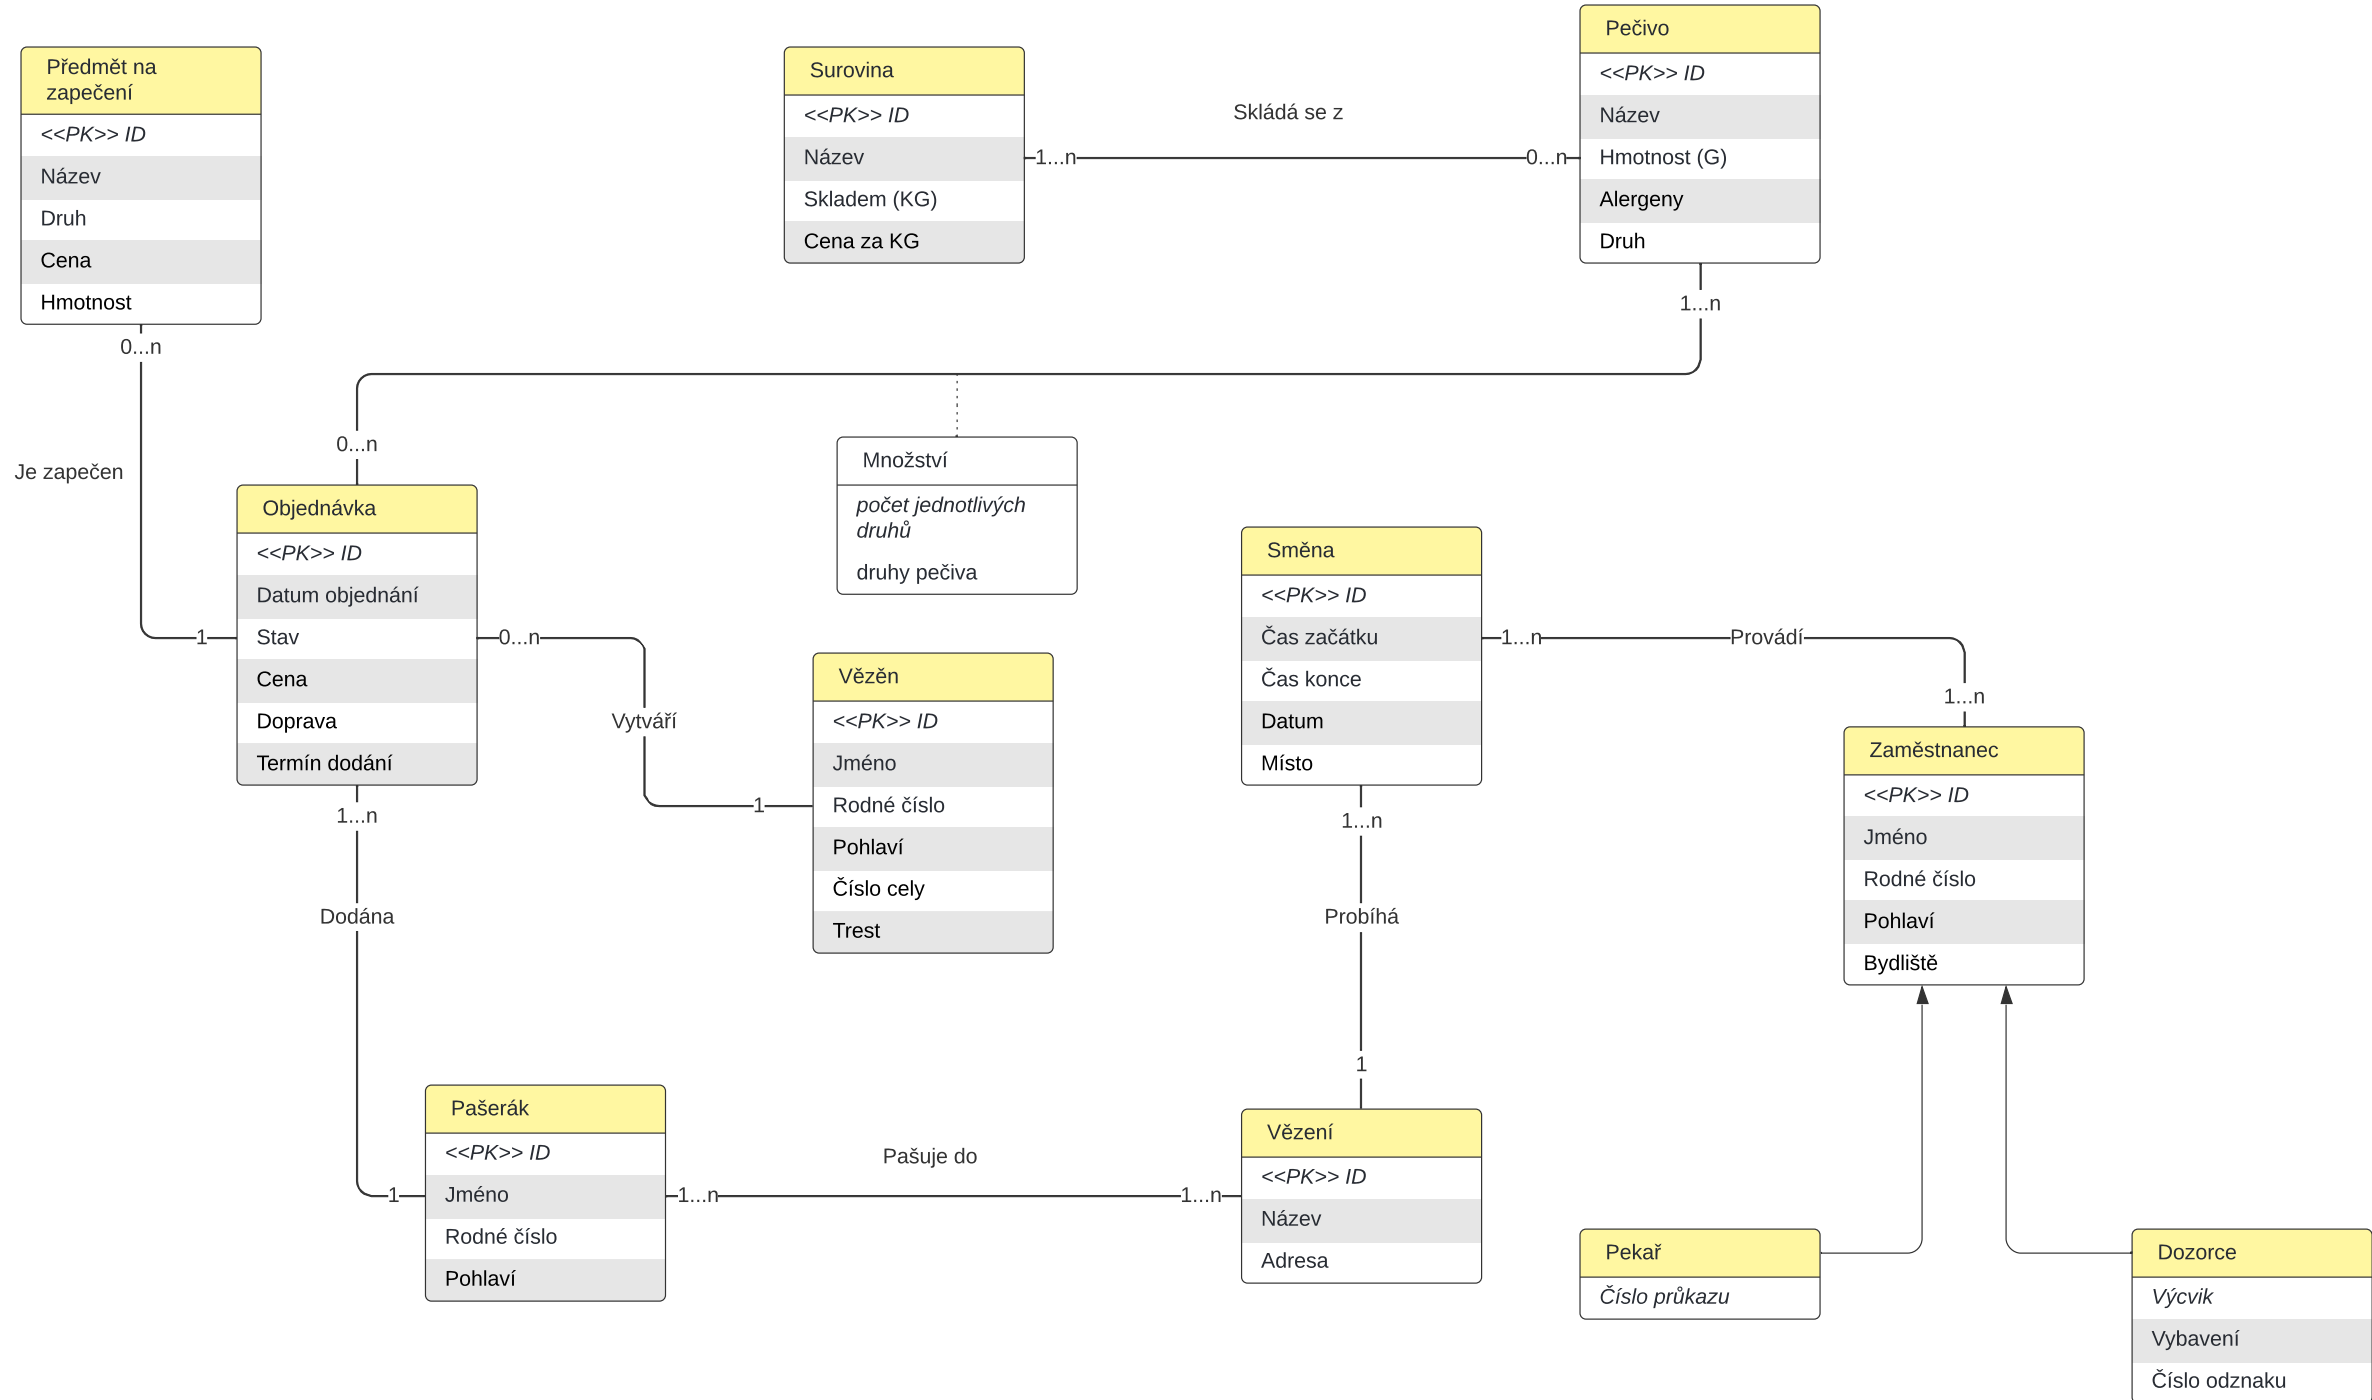 Předmět na
zapečení
<<PK>> ID
Název
Druh
Cena
Hmotnost
Surovina
<<PK>> ID
Název
Skladem (KG)
Cena za KG
Skládá se z
1...n
0...n
Pečivo
<<PK>> ID
Název
Hmotnost (G)
Alergeny
Druh
1...n
0...n
Je zapečen
1
0...n
Objednávka
<<PK>> ID
Datum objednání
Stav
Cena
Doprava
Termín dodání
Množství
počet jednotlivých
druhů
druhy pečiva
0...n
Vytváří
1
Vězěn
<<PK>> ID
Jméno
Rodné číslo
Pohlaví
Číslo cely
Trest
Směna
<<PK>> ID
Čas začátku
Čas konce
Datum
Místo
1...n
Provádí
1...n
Zaměstnanec
<<PK>> ID
Jméno
Rodné číslo
Pohlaví
Bydliště
1...n
Dodána
1
1...n
Probíhá
1
Pašerák
<<PK>> ID
Jméno
Rodné číslo
Pohlaví
Pašuje do
1...n
1...n
Vězení
<<PK>> ID
Název
Adresa
Pekař
Číslo průkazu
Dozorce
Výcvik
Vybavení
Číslo odznaku